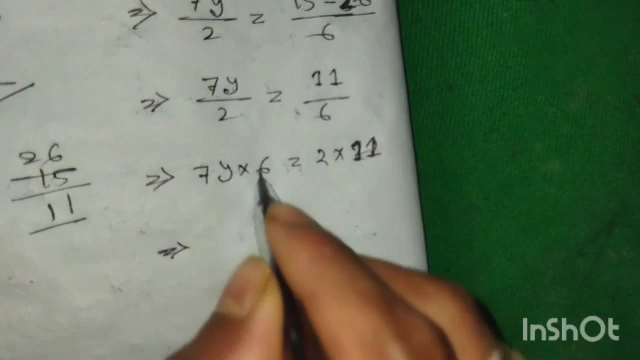 ⇒ 7y/2 = 15-26/6
⇒ 7y/2 = 11/6
26
15
11
⇒ 7y×6 = 2×11
⇒
InShOt